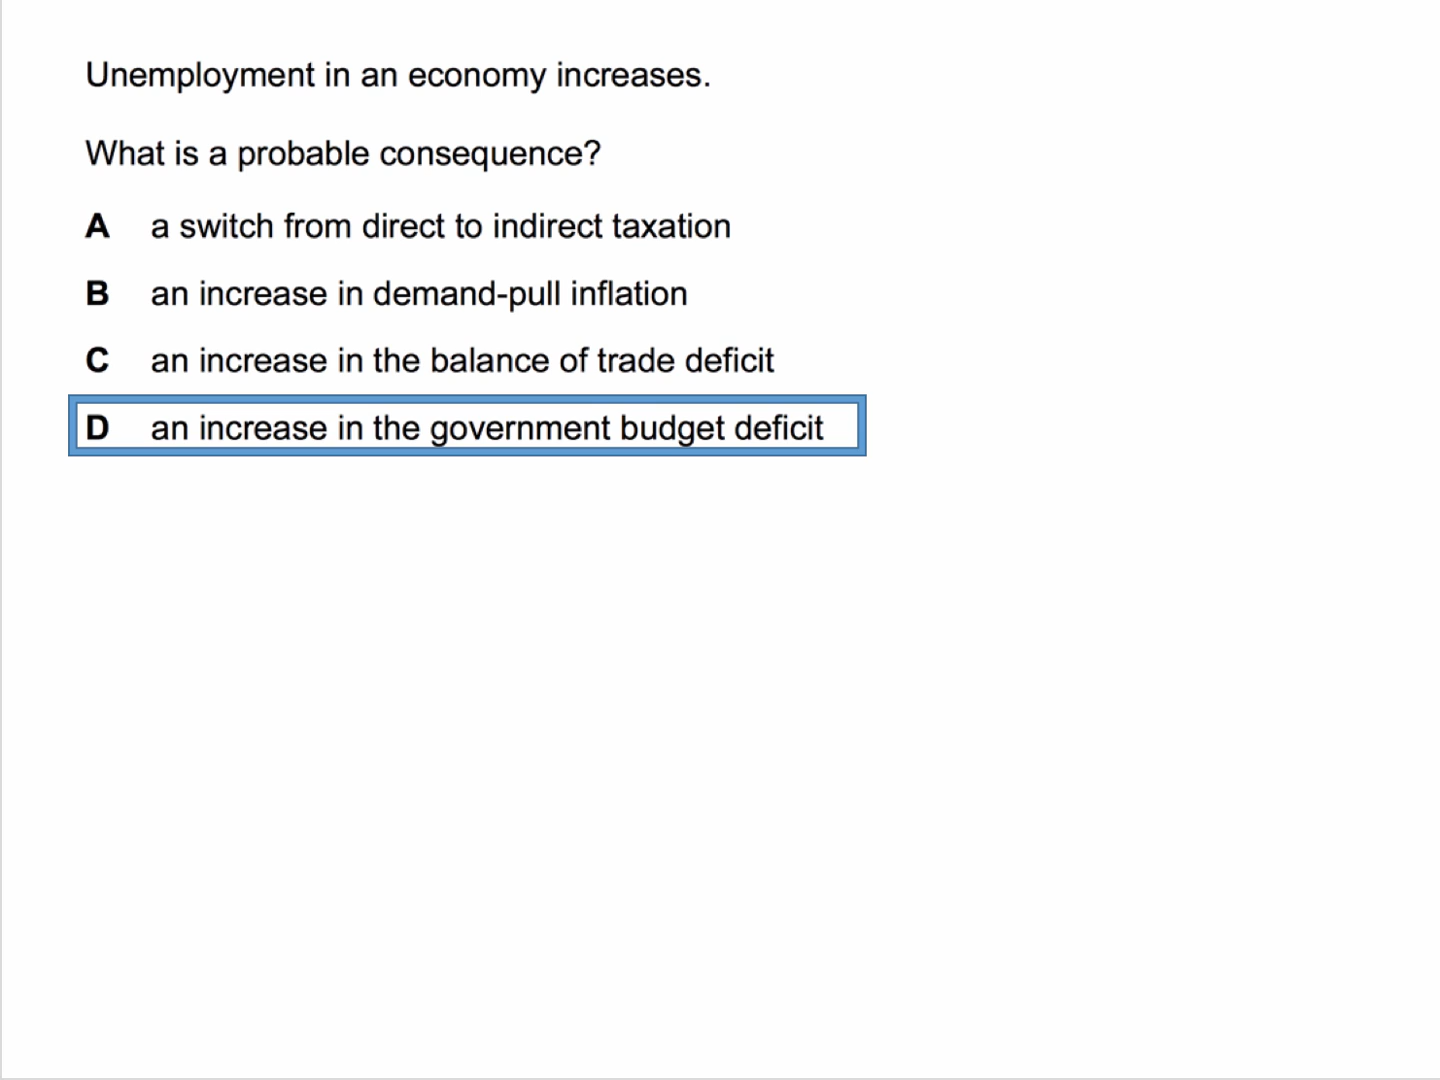 Unemployment in an economy increases.
What is a probable consequence?
A a switch from direct to indirect taxation
B an increase in demand-pull inflation
C an increase in the balance of trade deficit
D an increase in the government budget deficit